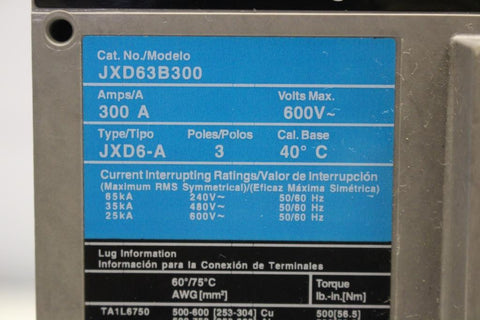 Cat. No./Modelo
JXD63B300
Amps/A Volts Max.
300 A 600V~
Type/Tipo Poles/Polos Cal. Base
JXD6-A 3 40° C
Current Interrupting Ratings/Valor de Interrupción
(Maximum RMS Symmetrical)/(Eficaz Máxima Simétrica)
65kA 240V~ 50/60 Hz
35kA 480V~ 50/60 Hz
25kA 600V~ 50/60 Hz
Lug Information
Información para la Conexión de Terminales
60°/75°C Torque
AWG[mm²] lb.-in.[Nm]
TA1L6750 500-600 [253-304] Cu 500[56.5]